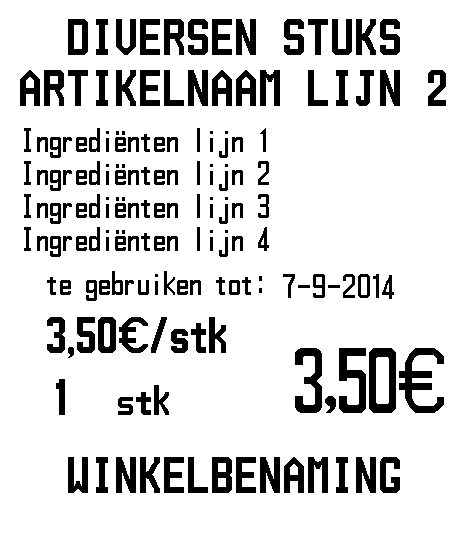 DIVERSEN STUKS
ARTIKELNAAM LIJN 2
Ingrediënten lijn 1
Ingrediënten lijn 2
Ingrediënten lijn 3
Ingrediënten lijn 4
te gebruiken tot: 7-9-2014
3,50€/stk
1 stk 3,50€
WINKELBENAMING